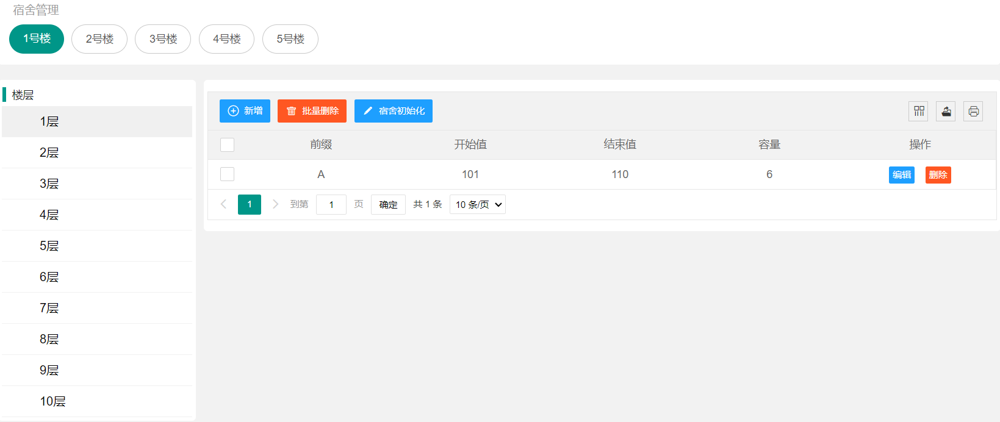 宿舍管理
1号楼 2号楼 3号楼 4号楼 5号楼
楼层
1层
2层
3层
4层
5层
6层
7层
8层
9层
10层
新增 批量删除 宿舍初始化
前缀 开始值 结束值 容量 操作
A 101 110 6 编辑 删除
1 到第 1 页 确定 共 1 条 10 条/页